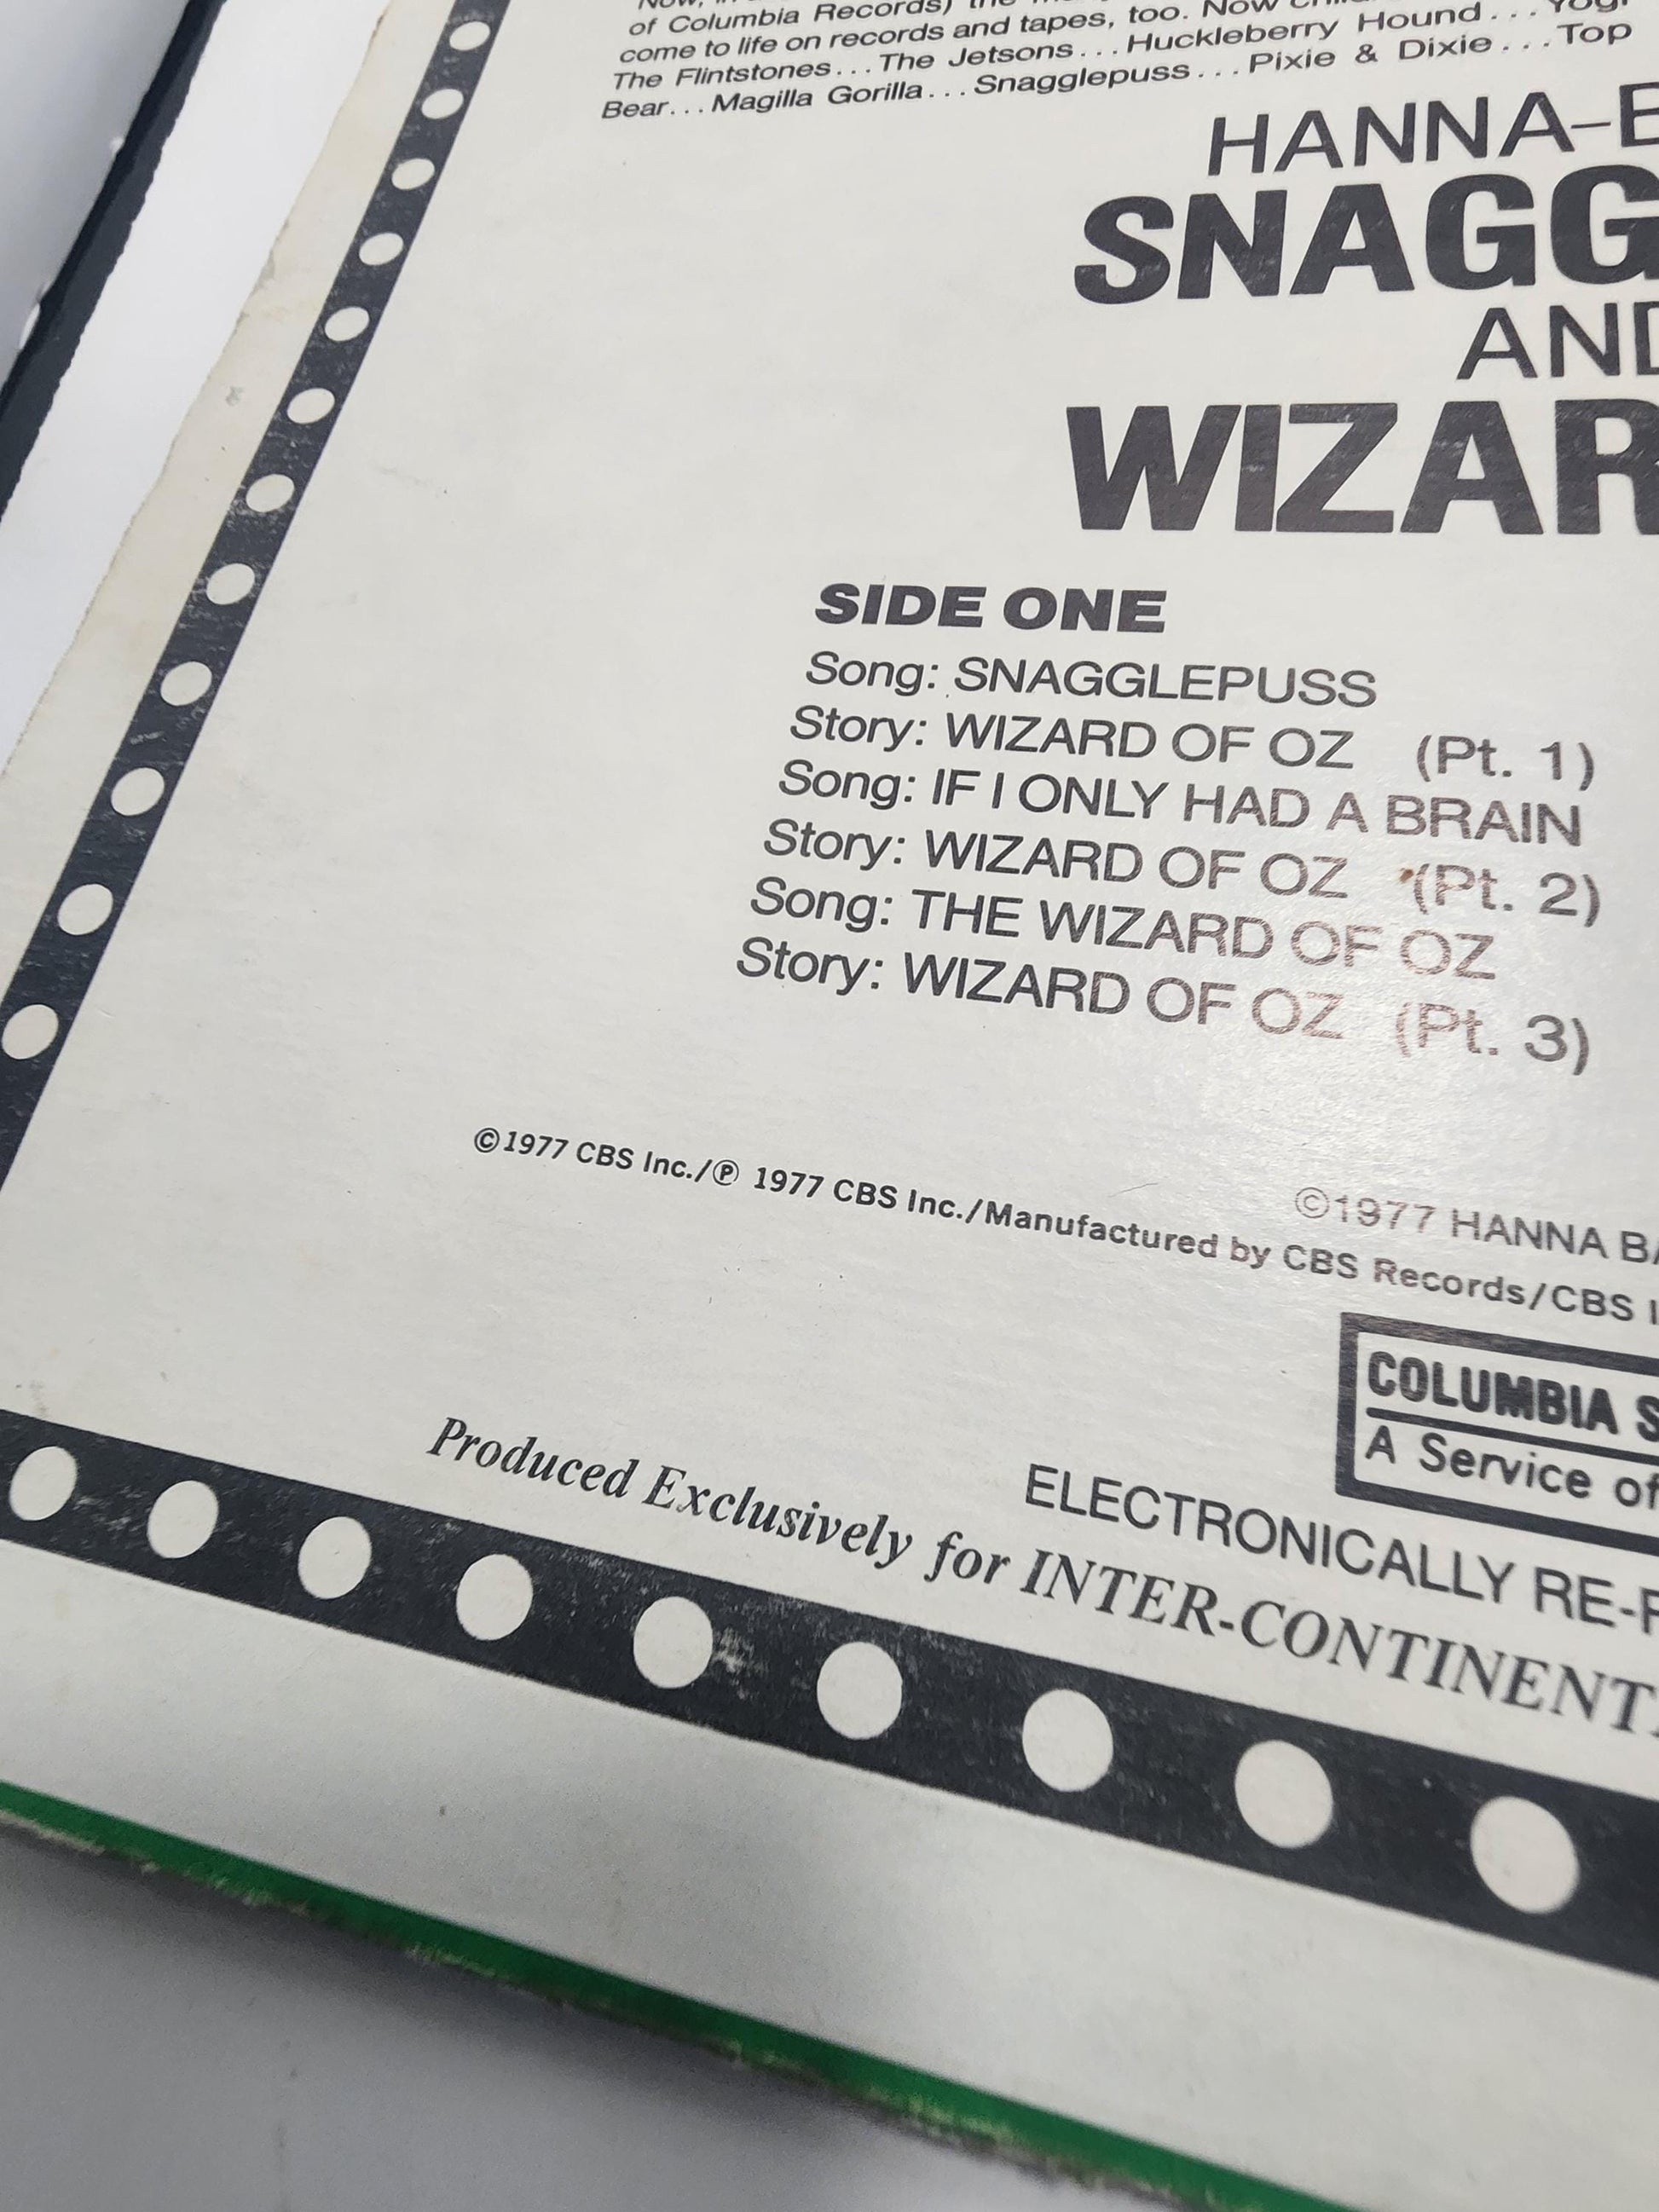 of Columbia Records)
come to life on records and tapes, too. Now
The Flintstones...The Jetsons...Huckleberry Hound...Yogi
Bear...Magilla Gorilla...Snagglepuss...Pixie & Dixie...Top
HANNA-B
SNAGG
AND
WIZAR
SIDE ONE
Song: SNAGGLEPUSS
Story: WIZARD OF OZ (Pt. 1)
Song: IF I ONLY HAD A BRAIN
Story: WIZARD OF OZ (Pt. 2)
Song: THE WIZARD OF OZ
Story: WIZARD OF OZ (Pt. 3)
©1977 HANNA BA
©1977 CBS Inc./℗ 1977 CBS Inc./Manufactured by CBS Records/CBS I
COLUMBIA S
A Service of
ELECTRONICALLY RE-
Produced Exclusively for INTER-CONTINENT